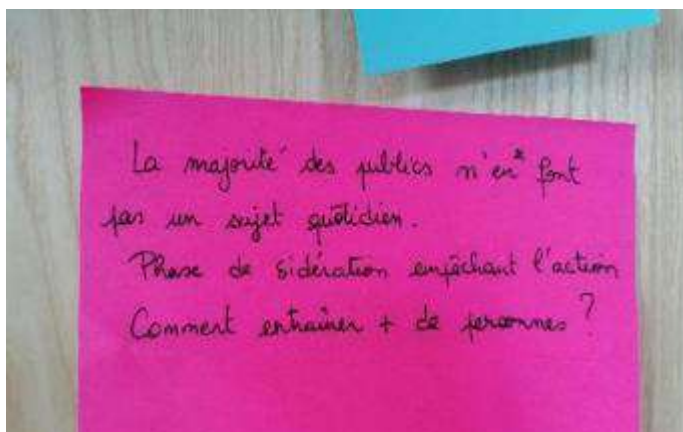 La majorité des publics n'en* font
pas un sujet quotidien.
Phase de sidération empêchant l'action
Comment entraîner + de personnes ?